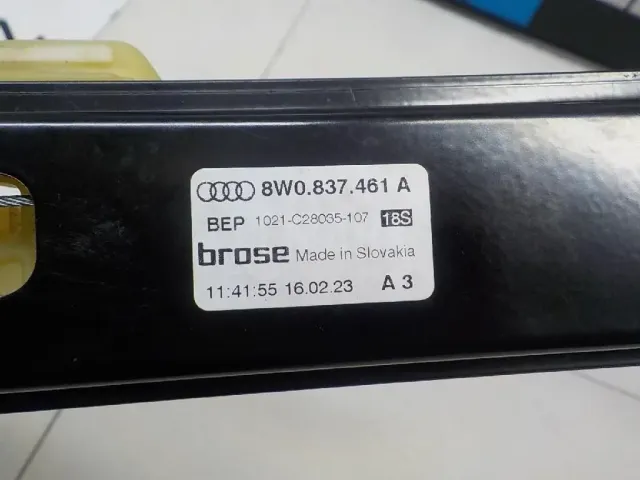 8W0.837.461 A
BEP 1021-C28035-107 18S
brose Made in Slovakia
11:41:55 16.02.23 A 3